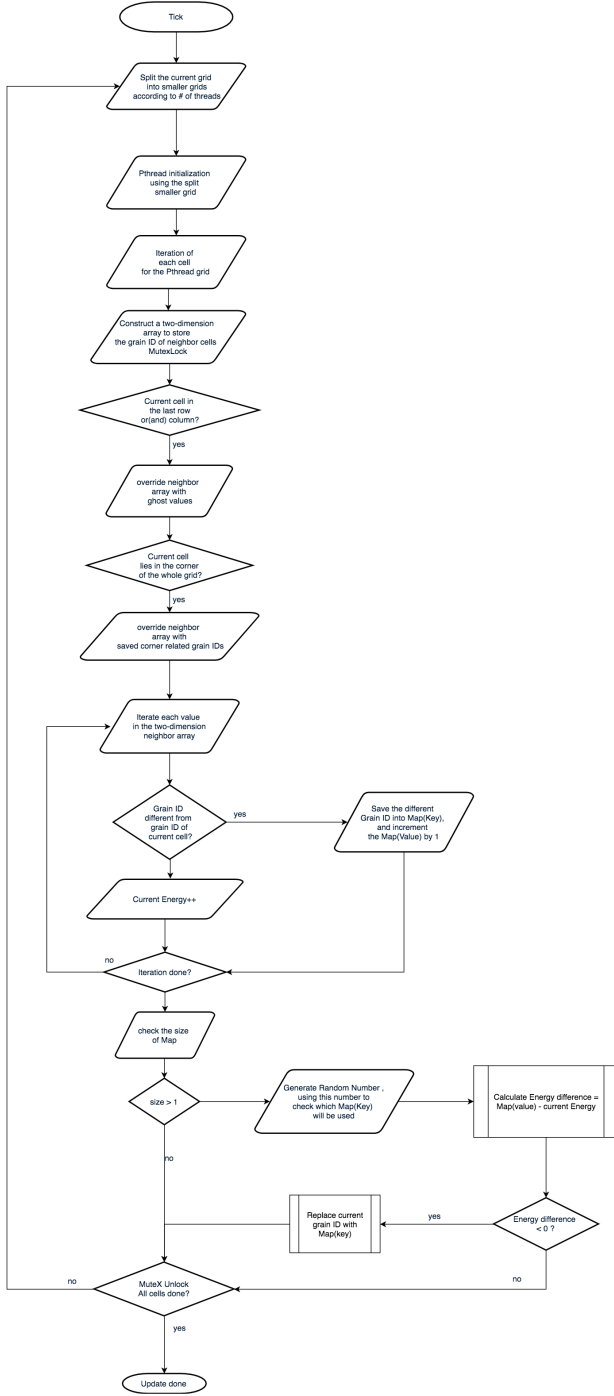 Tick
Split the current grid
into smaller grids
according to # of threads
Pthread initialization
using the split
smaller grid
Iteration of
each cell
for the Pthread grid
Construct a two-dimension
array to store
the grain ID of neighbor cells
MutexLock
Current cell in
the last row
or(and) column?
yes
override neighbor
array with
ghost values
Current cell
lies in the corner
of the whole grid?
yes
override neighbor
array with
saved corner related grain IDs
Iterate each value
in the two-dimension
neighbor array
Grain ID
different from
grain ID of
current cell?
yes
Save the different
Grain ID into Map(Key),
and increment
the Map(Value) by 1
Current Energy++
no
Iteration done?
check the size
of Map
size > 1
Generate Random Number ,
using this number to
check which Map(Key)
will be used
Calculate Energy difference =
Map(value) - current Energy
no
Replace current
grain ID with
Map(key)
yes
Energy difference
< 0 ?
no
no
MuteX Unlock
All cells done?
yes
Update done